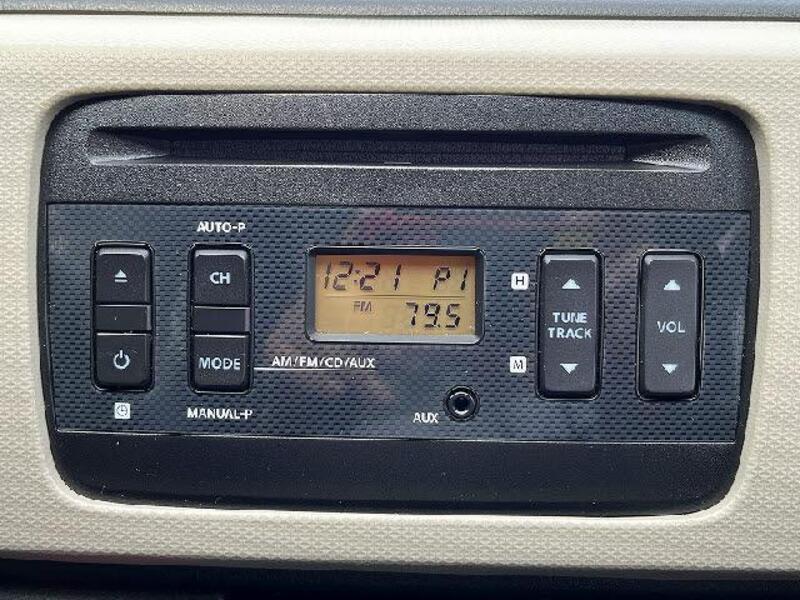 AUTO-P
CH
MODE
AM/FM/CD/AUX
MANUAL-P
12:21 P1
FM
79.5
AUX
H
M
TUNE
TRACK
VOL